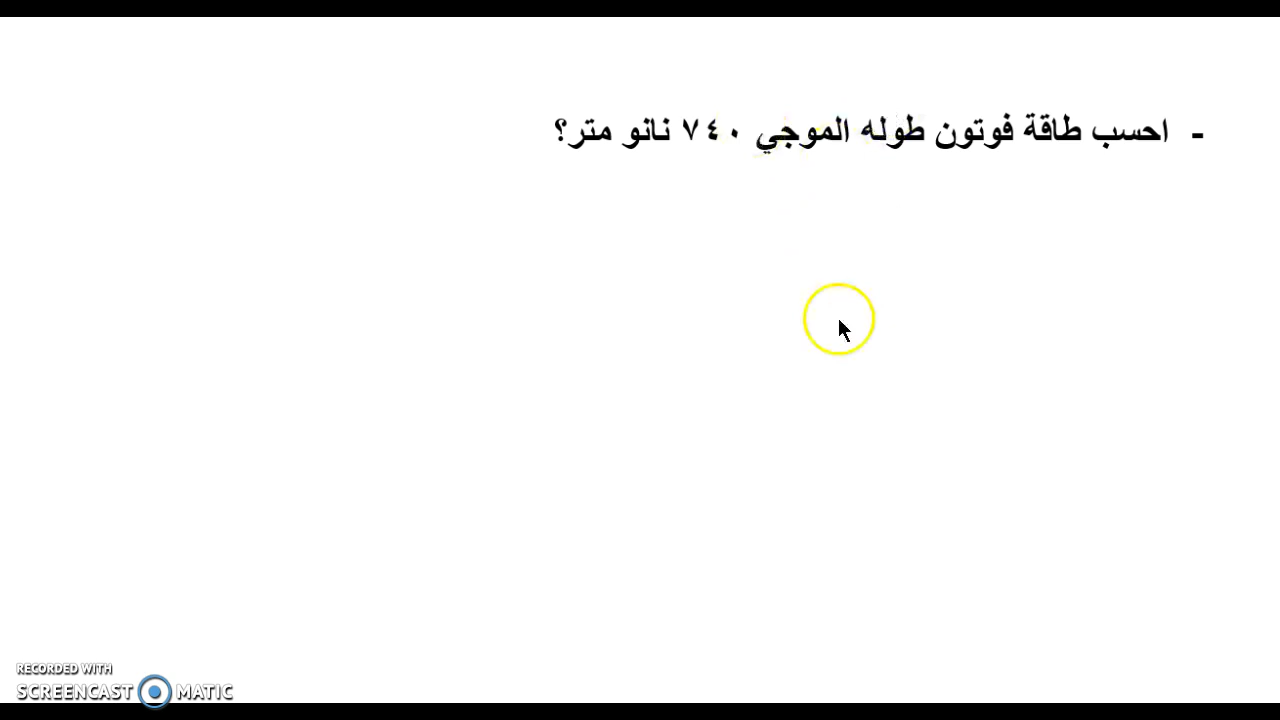 - احسب طاقة فوتون طوله الموجي ٧٤٠ نانو متر؟
RECORDED WITH
SCREENCAST MATIC